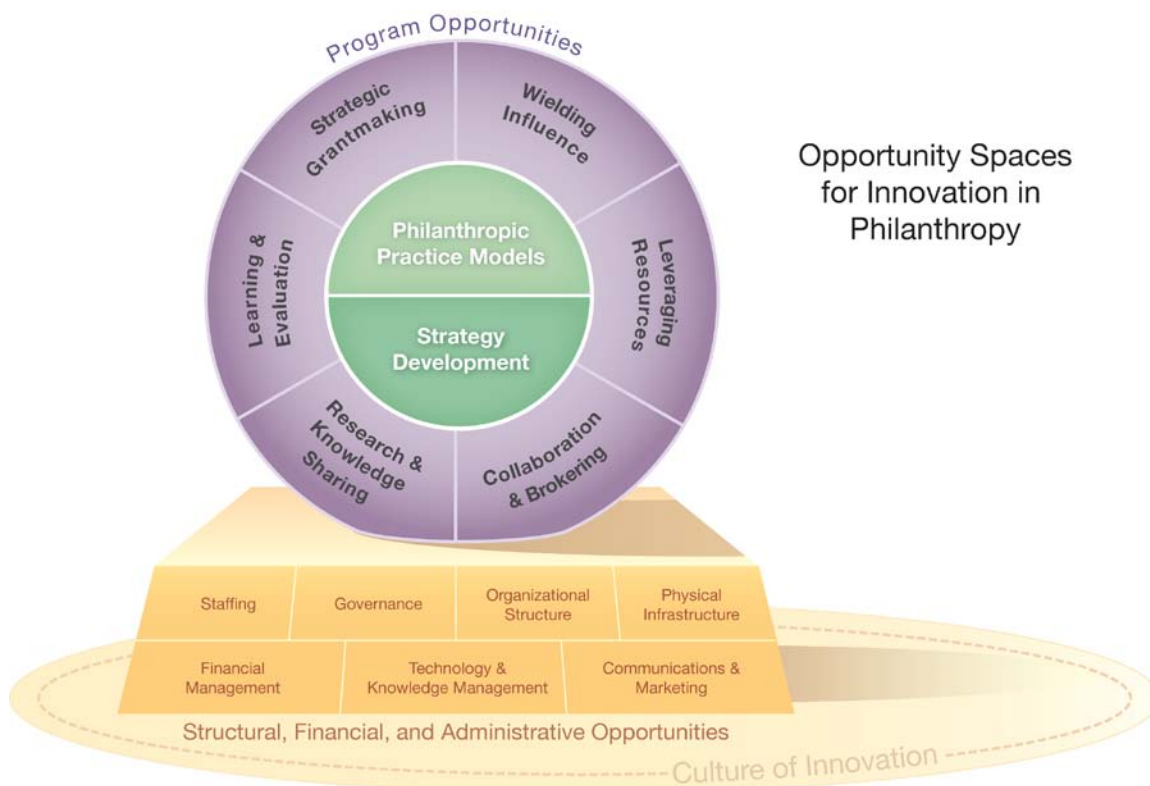 Program Opportunities
Strategic
Grantmaking
Wielding
Influence
Opportunity Spaces
for Innovation in
Philanthropy
Learning &
Evaluation
Philanthropic
Practice Models
Leveraging
Resources
Strategy
Development
Research &
Knowledge
Sharing
Collaboration
& Brokering
Staffing
Governance
Organizational
Structure
Physical
Infrastructure
Financial
Management
Technology &
Knowledge Management
Communications &
Marketing
Structural, Financial, and Administrative Opportunities
Culture of Innovation